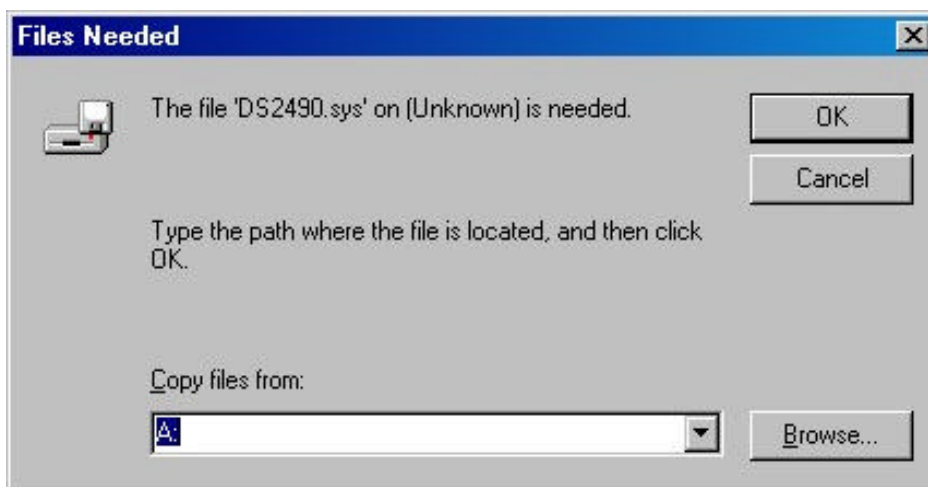 Files Needed
The file 'DS2490.sys' on (Unknown) is needed.
OK
Cancel
Type the path where the file is located, and then click
OK.
Copy files from:
A:
Browse...